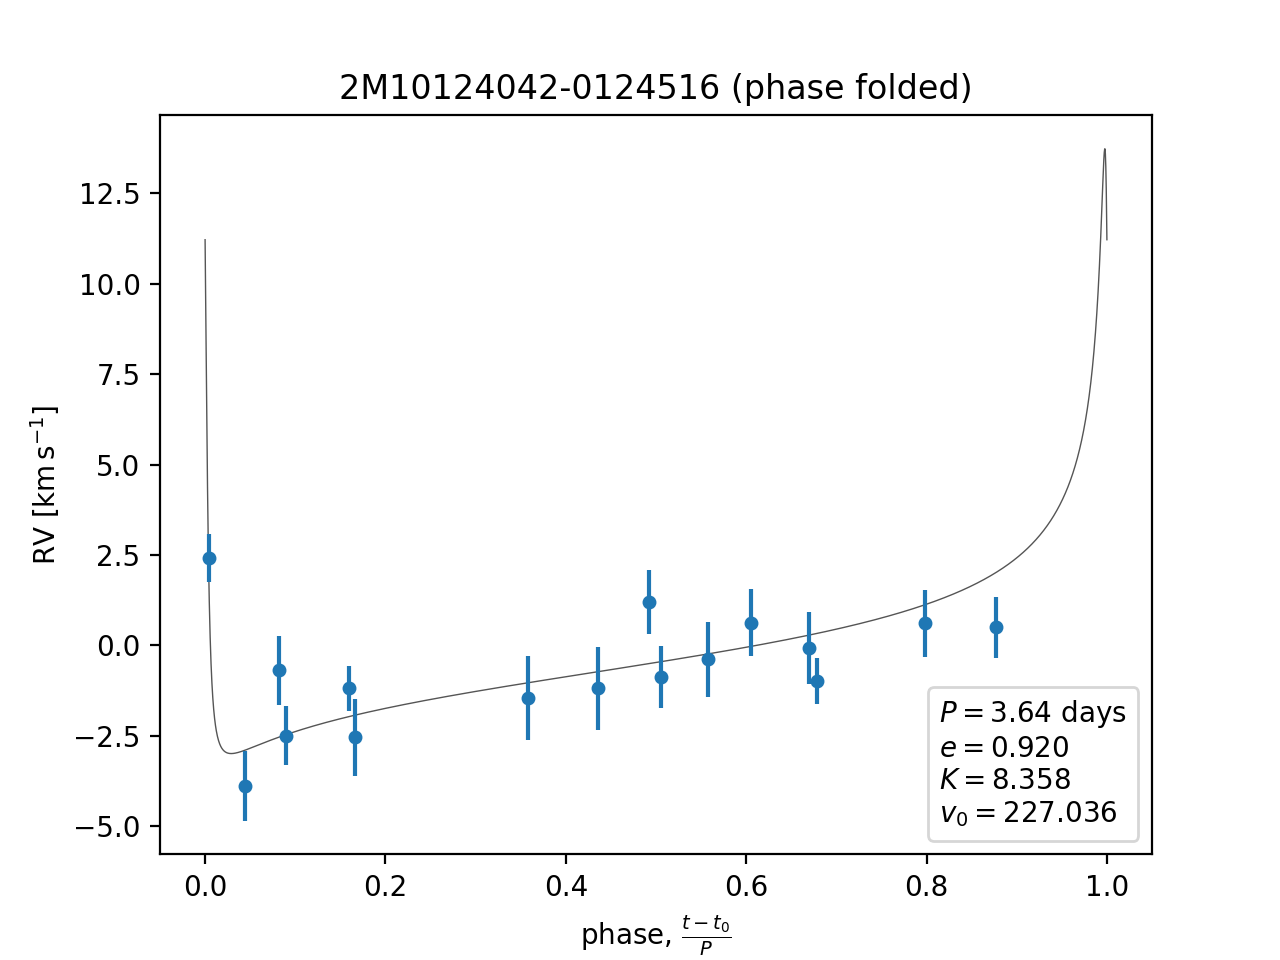 2M10124042-0124516 (phase folded)
RV [km s⁻¹]
12.5
10.0
7.5
5.0
2.5
0.0
−2.5
−5.0
P = 3.64 days
e = 0.920
K = 8.358
v₀ = 227.036
0.0 0.2 0.4 0.6 0.8 1.0
phase, (t − t₀)/P